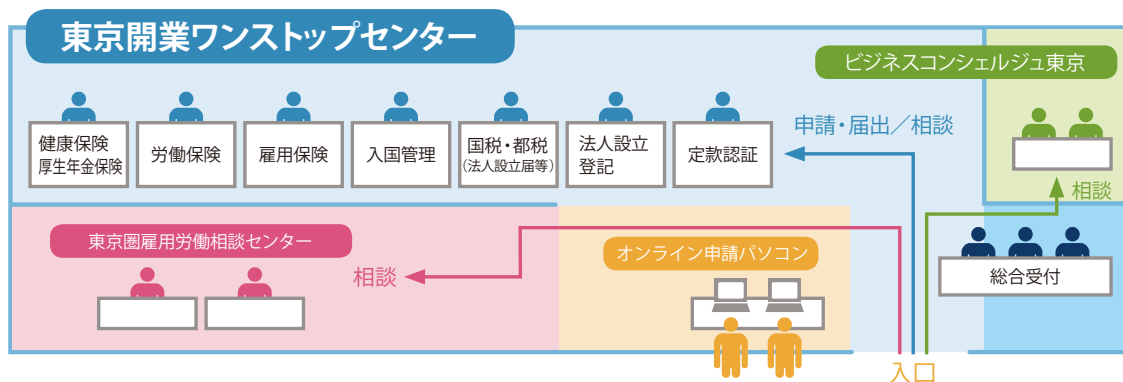 東京開業ワンストップセンター
ビジネスコンシェルジュ東京
健康保険
厚生年金保険
労働保険
雇用保険
入国管理
国税・都税
(法人設立届等)
法人設立
登記
定款認証
申請・届出／相談
相談
東京圏雇用労働相談センター
相談
オンライン申請パソコン
総合受付
入口